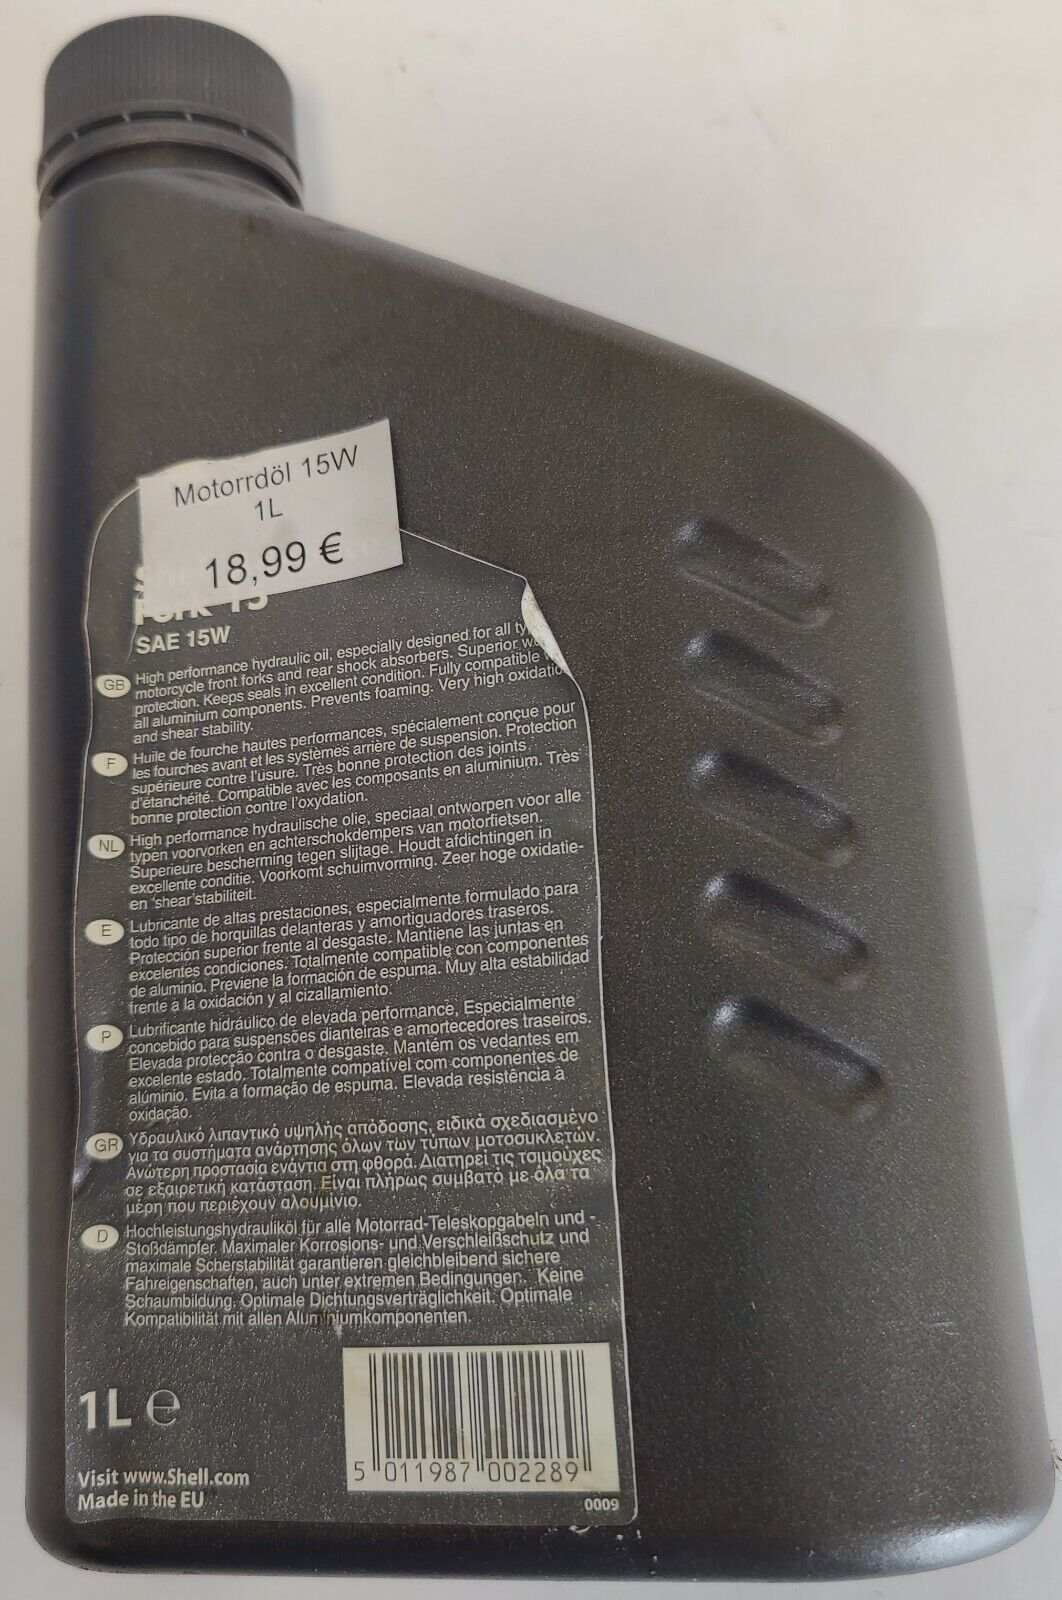 Motorrdöl 15W
1L
18,99 €
Fork 15
SAE 15W
GB
High performance hydraulic oil, especially designed for all
motorcycle front forks and rear shock absorbers. Superior
protection. Keeps seals in excellent condition. Fully compatible
all aluminium components. Prevents foaming. Very high
and shear stability.
F
Huile de fourche hautes performances, spécialement conçue pour
les fourches avant et les systèmes arrière de suspension. Protection
supérieure contre l'usure. Très bonne protection des joints
d'étanchéité. Compatible avec les composants en aluminium. Très
bonne protection contre l'oxydation.
NL
High performance hydraulische olie, speciaal ontworpen voor alle
typen voorvorken en achterschokdempers van motorfietsen.
Superieure bescherming tegen slijtage. Houdt afdichtingen in
excellente conditie. Voorkomt schuimvorming. Zeer hoge oxidatie-
en 'shear'stabiliteit.
E
Lubricante de altas prestaciones, especialmente formulado para
todo tipo de horquillas delanteras y amortiguadores traseros.
Protección superior frente al desgaste. Mantiene las juntas en
excelentes condiciones. Totalmente compatible con componentes
de aluminio. Previene la formación de espuma. Muy alta estabilidad
frente a la oxidación y al cizallamiento.
P
Lubrificante hidráulico de elevada performance, Especialmente
concebido para suspensões dianteiras e amortecedores traseiros.
Elevada protecção contra o desgaste. Mantém os vedantes em
excelente estado. Totalmente compatível com componentes de
alúminio. Evita a formação de espuma. Elevada resistência à
oxidação.
GR
Υδραυλικό λιπαντικό υψηλής απόδοσης, ειδικά σχεδιασμένο
για τα συστήματα ανάρτησης όλων των τύπων μοτοσυκλετών.
Ανώτερη προστασία ενάντια στη φθορά. Διατηρεί τις τσιμούχες
σε εξαιρετική κατάσταση. Είναι πλήρως συμβατό με όλα τα
μέρη που περιέχουν αλουμίνιο.
D
Hochleistungshydrauliköl für alle Motorrad-Teleskopgabeln und -
Stoßdämpfer. Maximaler Korrosions- und Verschleißschutz und
maximale Scherstabilität garantieren gleichbleibend sichere
Fahreigenschaften, auch unter extremen Bedingungen. Keine
Schaumbildung. Optimale Dichtungsverträglichkeit. Optimale
Kompatibilität mit allen Aluminiumkomponenten.
1L ℮
5 011987 002289
Visit www.Shell.com
Made in the EU
0009